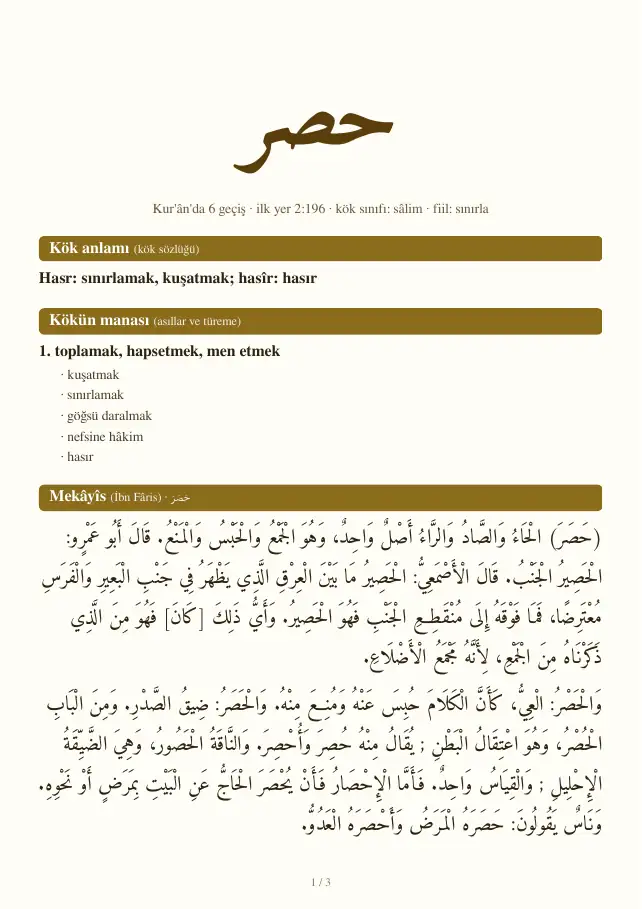 حصر
Kur'ân'da 6 geçiş · ilk yer 2:196 · kök sınıfı: sâlim · fiil: sınırla
Kök anlamı (kök sözlüğü)
Hasr: sınırlamak, kuşatmak; hasîr: hasır
Kökün manası (asıllar ve türeme)
1. toplamak, hapsetmek, men etmek
· kuşatmak
· sınırlamak
· göğsü daralmak
· nefsine hâkim
· hasır
Mekâyîs (İbn Fâris) · حَصَرَ
(حَصَرَ) الْحَاءُ وَالصَّادُ وَالرَّاءُ أَصْلٌ وَاحِدٌ، وَهُوَ الْجَمْعُ وَالْحَبْسُ وَالْمَنْعُ. قَالَ أَبُو عَمْرٍو:
الْحَصِيرُ الْجَنْبُ. قَالَ الْأَصْمَعِيُّ: الْحَصِيرُ مَا بَيْنَ الْعِرْقِ الَّذِي يَظْهَرُ فِي جَنْبِ الْبَعِيرِ وَالْفَرَسِ
مُعْتَرِضًا، فَمَا فَوْقَهُ إِلَى مُنْقَطِعِ الْجَنْبِ فَهُوَ الْحَصِيرُ. وَأَيُّ ذَلِكَ [كَانَ] فَهُوَ مِنَ الَّذِي
ذَكَرْنَاهُ مِنَ الْجَمْعِ، لِأَنَّهُ مَجْمَعُ الْأَضْلَاعِ.
وَالْحَصْرُ: الْعِيُّ، كَأَنَّ الْكَلَامَ حُبِسَ عَنْهُ وَمُنِعَ مِنْهُ. وَالْحَصَرُ: ضِيقُ الصَّدْرِ. وَمِنَ الْبَابِ
الْحُصْرُ، وَهُوَ اعْتِقَالُ الْبَطْنِ ; يُقَالُ مِنْهُ حُصِرَ وَأُحْصِرَ. وَالنَّاقَةُ الْحَصُورُ، وَهِيَ الضَّيِّقَةُ
الْإِحْلِيلِ ; وَالْقِيَاسُ وَاحِدٌ. فَأَمَّا الْإِحْصَارُ فَأَنْ يُحْصَرَ الْحَاجُّ عَنِ الْبَيْتِ بِمَرَضٍ أَوْ نَحْوِهِ.
وَنَاسٌ يَقُولُونَ: حَصَرَهُ الْمَرَضُ وَأَحْصَرَهُ الْعَدُوُّ.
1 / 3